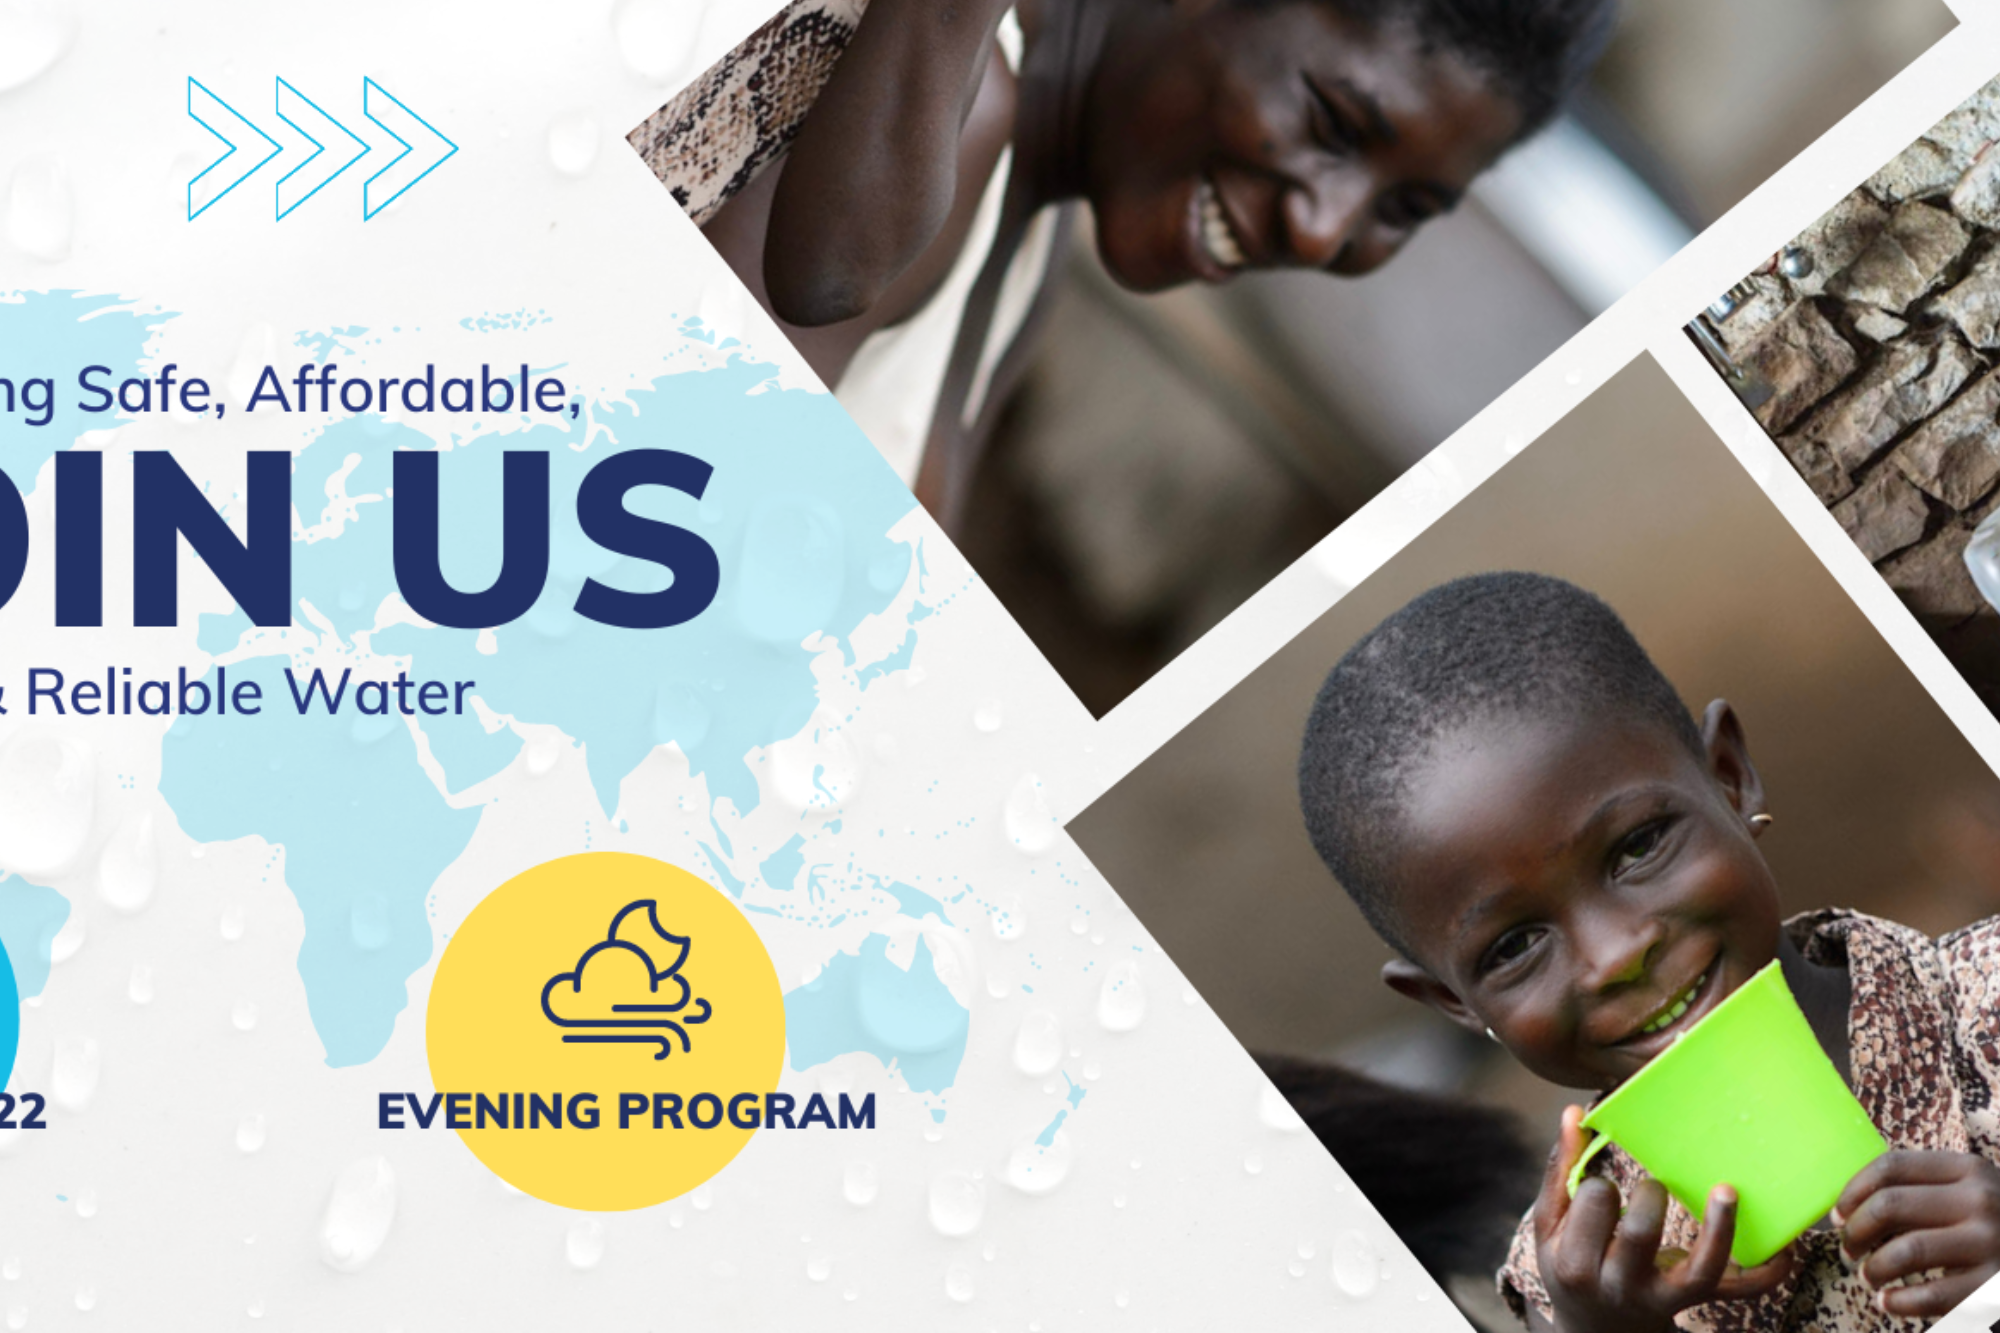 ng Safe, Affordable,
OIN US
& Reliable Water
22
EVENING PROGRAM